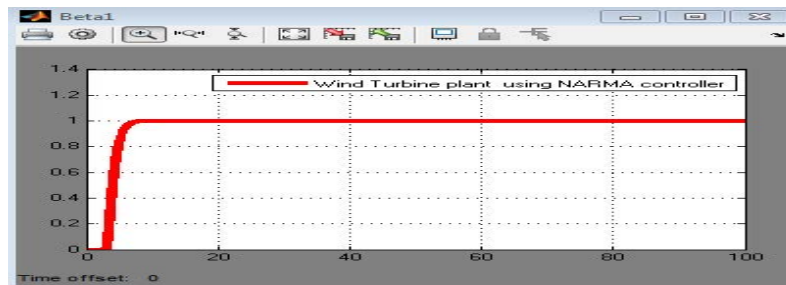 Beta1
Wind Turbine plant using NARMA controller
1.4
1.2
1
0.8
0.6
0.4
0.2
0
0 20 40 60 80 100
Time offset: 0